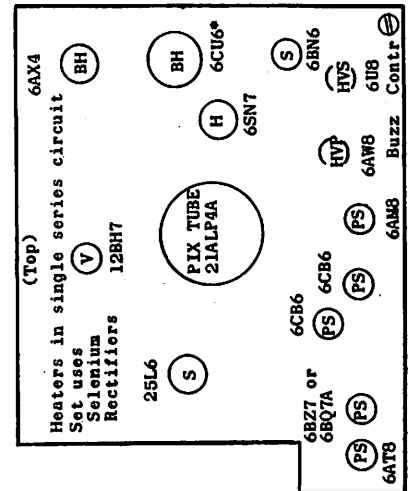 (Top)
6AX4
Heaters in single series circuit
Set uses
Selenium
Rectifiers
V
BH
12BH7
25L6
S
BH
6CU6*
H
6SN7
PIX TUBE
21ALP4A
S
6BN6
6CB6
PS
6CB6
PS
6BZ7 or
6BQ7A
PS
PS
6AT8
PS
6AM8
HVP
6AW8
HVS
6U8
Buzz Contr